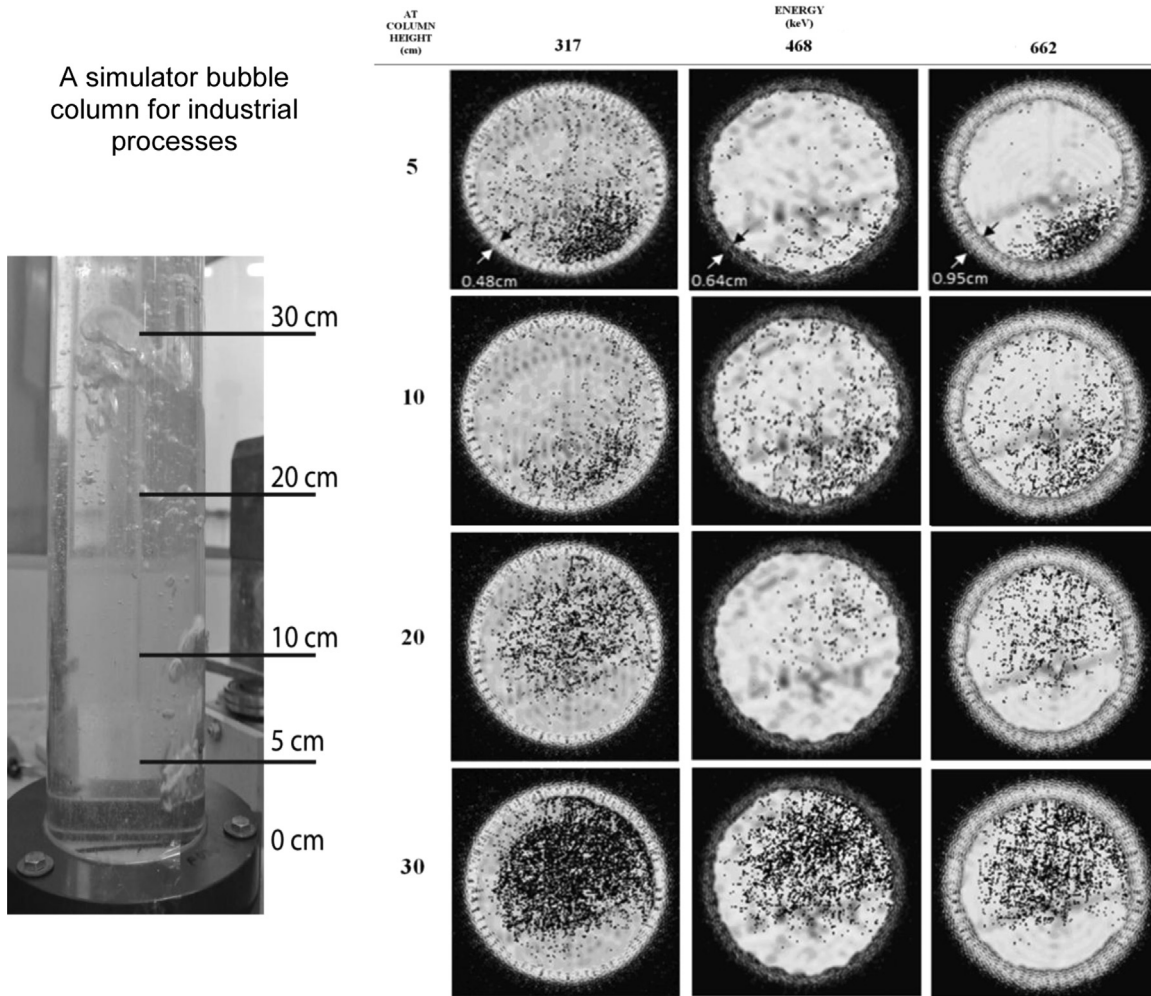 A simulator bubble
column for industrial
processes
30 cm
20 cm
10 cm
5 cm
0 cm
AT
COLUMN
HEIGHT
(cm)
ENERGY
(keV)
317 468 662
5
0.48cm 0.64cm 0.95cm
10
20
30